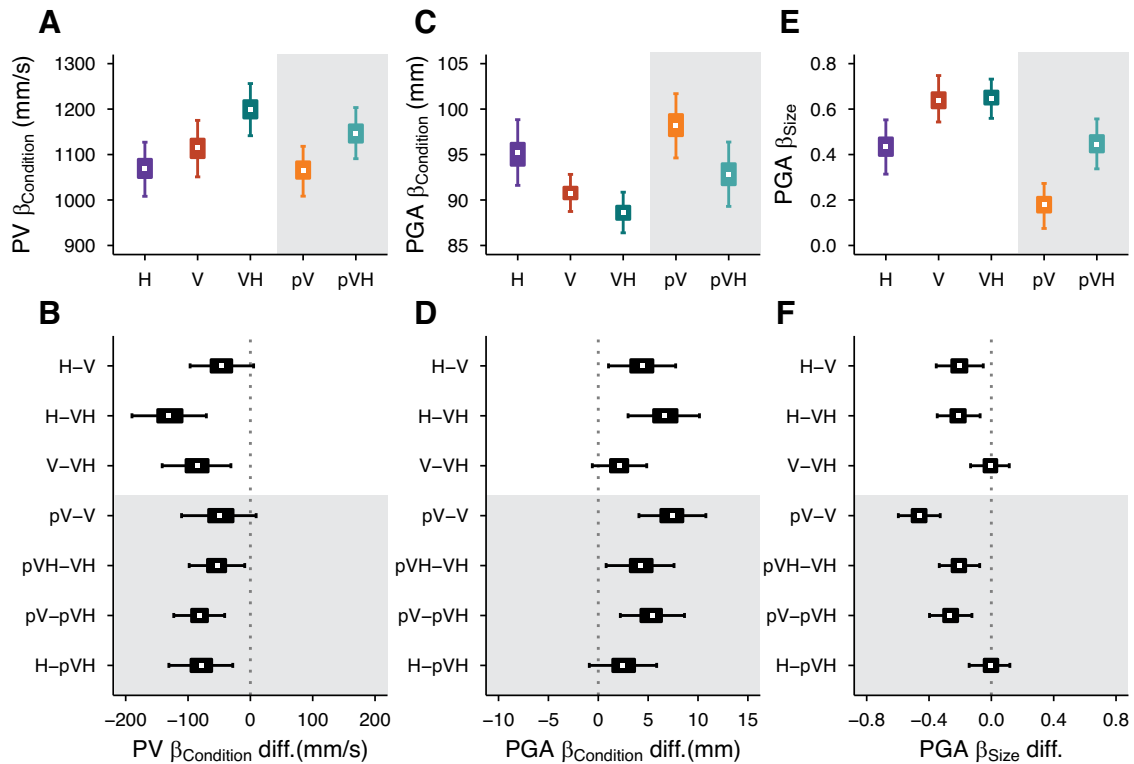 A
PV βCondition (mm/s)
1300
1200
1100
1000
900
H V VH pV pVH
C
PGA βCondition (mm)
100
95
90
85
H V VH pV pVH
E
PGA βSize
0.8
0.6
0.4
0.2
0.0
H V VH pV pVH
B
H–V
H–VH
V–VH
pV–V
pVH–VH
pV–pVH
H–pVH
−200 −100 0 100 200
PV βCondition diff.(mm/s)
D
H–V
H–VH
V–VH
pV–V
pVH–VH
pV–pVH
H–pVH
−10 −5 0 5 10 15
PGA βCondition diff.(mm)
F
H–V
H–VH
V–VH
pV–V
pVH–VH
pV–pVH
H–pVH
−0.8 −0.4 0.0 0.4 0.8
PGA βSize diff.